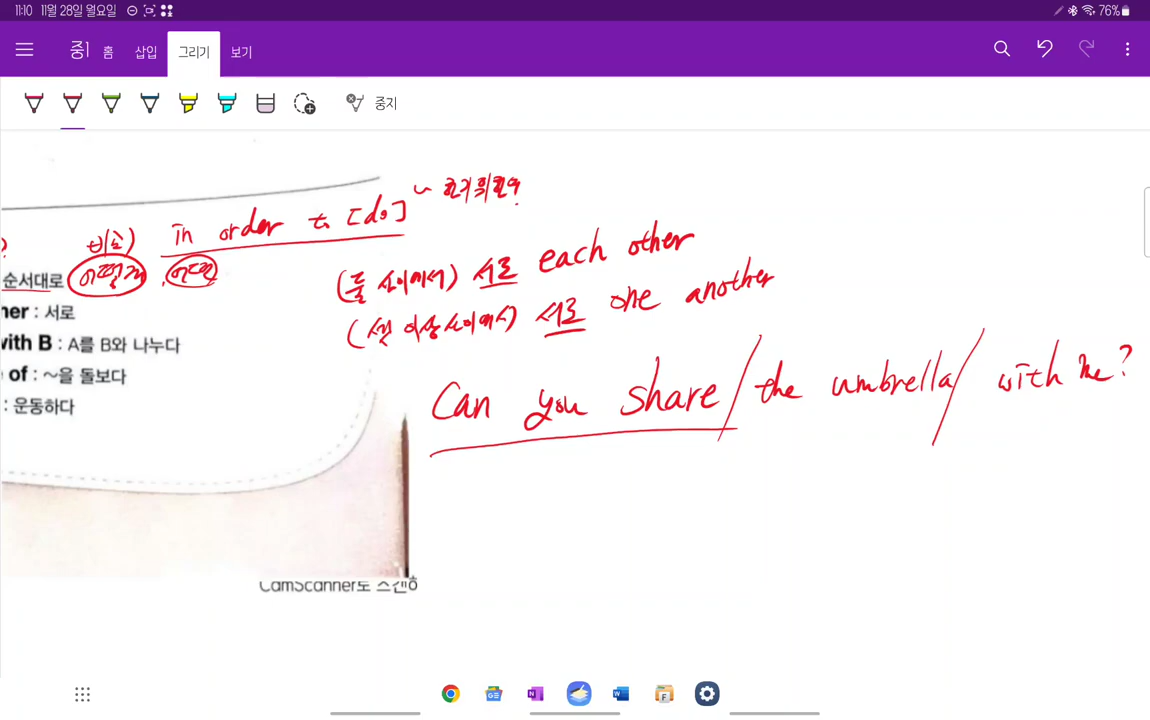 11:10 11월 28일 월요일 76%
중1 홈 삽입 그리기 보기
중지
in order to [do] ~
비순)
?
순서대로 어떻게 어떤
(둘 사이에서) 서로 each other
ner : 서로
(셋 이상 사이에서) 서로 one another
with B : A를 B와 나누다
of : ~을 돌보다
: 운동하다
Can you share / the umbrella / with me?
CamScanner로 스캔하